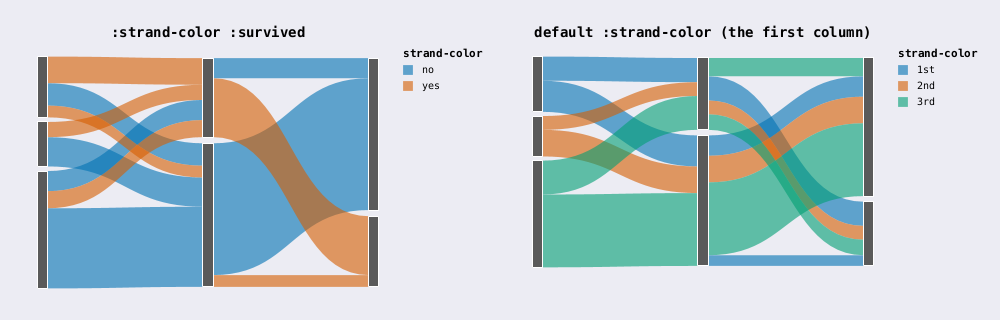 :strand-color :survived
strand-color
no
yes
default :strand-color (the first column)
strand-color
1st
2nd
3rd